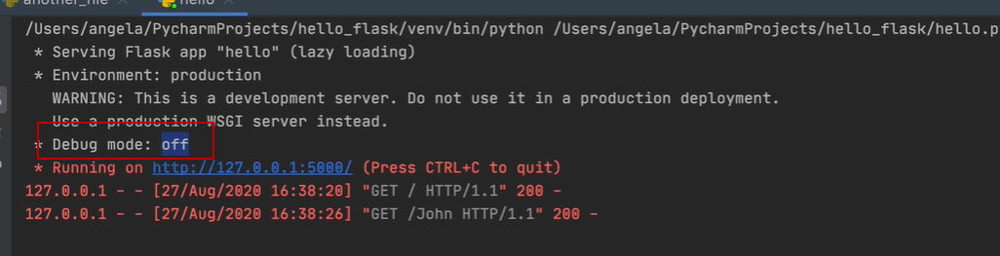 another_file hello
/Users/angela/PycharmProjects/hello_flask/venv/bin/python /Users/angela/PycharmProjects/hello_flask/hello.p
* Serving Flask app "hello" (lazy loading)
* Environment: production
WARNING: This is a development server. Do not use it in a production deployment.
Use a production WSGI server instead.
* Debug mode: off
* Running on http://127.0.0.1:5000/ (Press CTRL+C to quit)
127.0.0.1 - - [27/Aug/2020 16:38:20] "GET / HTTP/1.1" 200 -
127.0.0.1 - - [27/Aug/2020 16:38:26] "GET /John HTTP/1.1" 200 -